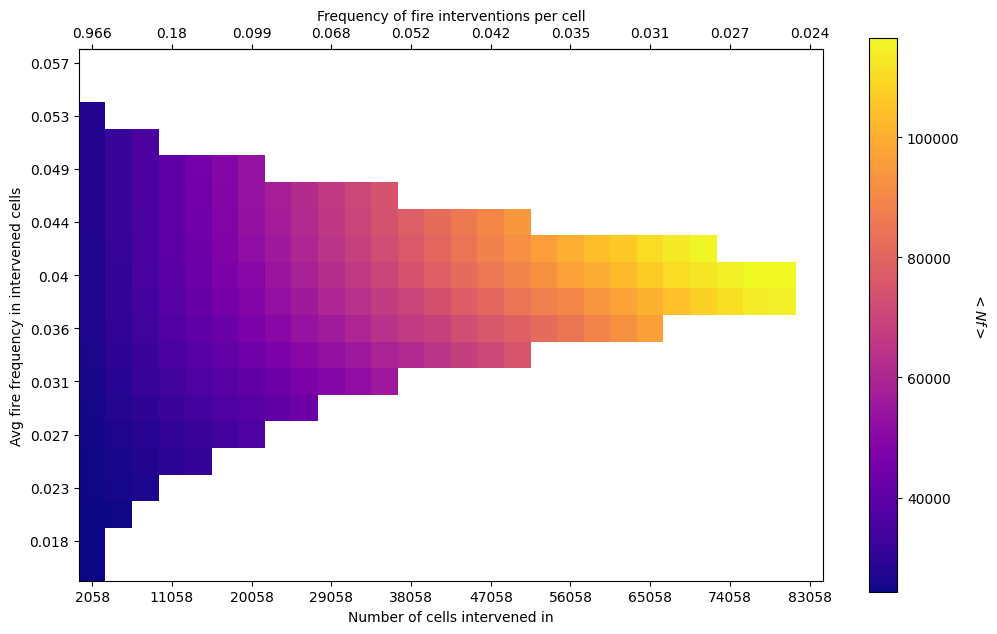 Frequency of fire interventions per cell
0.966 0.18 0.099 0.068 0.052 0.042 0.035 0.031 0.027 0.024
0.057
0.053
0.049
0.044
0.04
0.036
0.031
0.027
0.023
0.018
Avg fire frequency in intervened cells
2058 11058 20058 29058 38058 47058 56058 65058 74058 83058
Number of cells intervened in
100000
80000
60000
40000
< Nf >